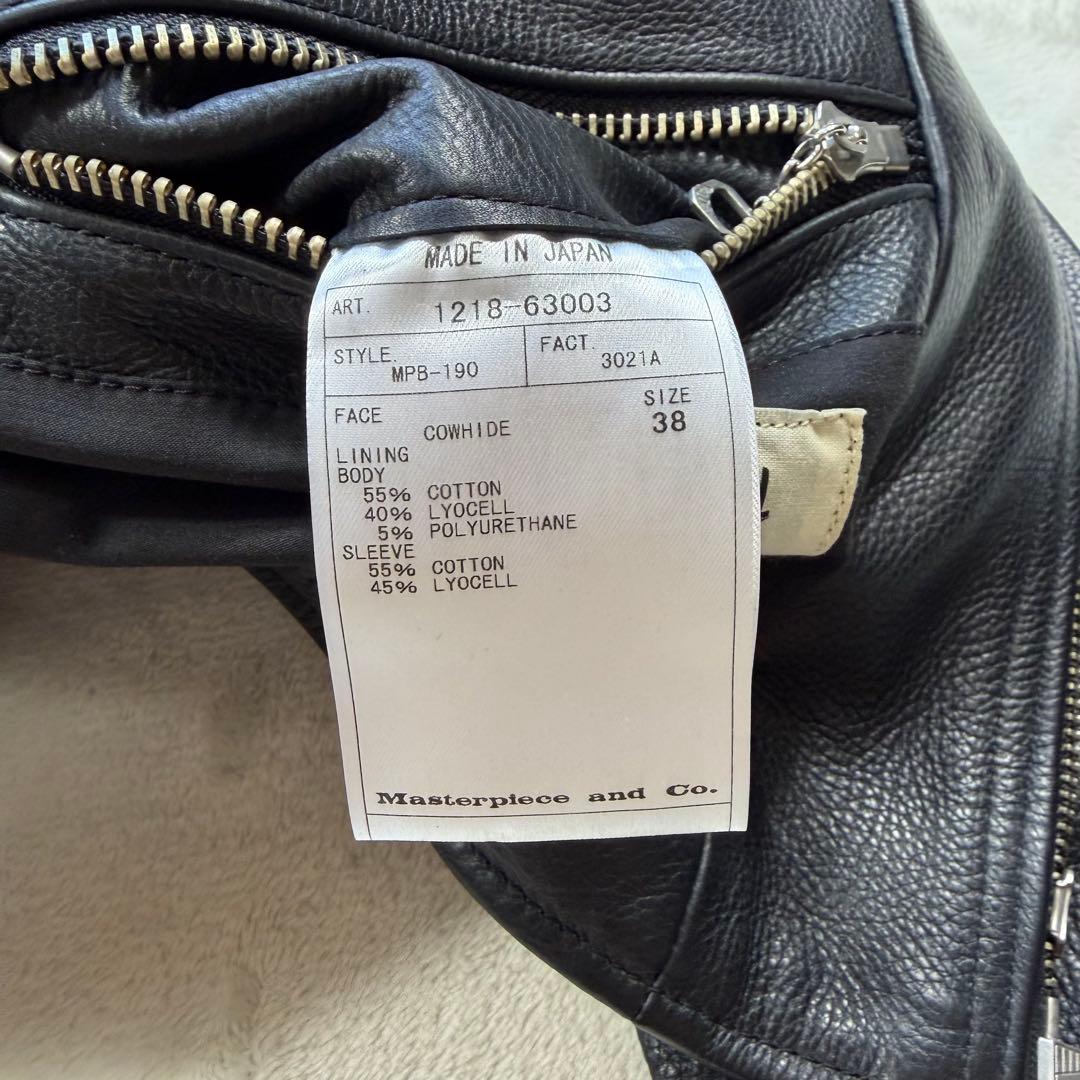 MADE IN JAPAN
ART. 1218-63003
STYLE. MPB-190
FACT. 3021A
FACE COWHIDE
SIZE 38
LINING
BODY
55% COTTON
40% LYOCELL
5% POLYURETHANE
SLEEVE
55% COTTON
45% LYOCELL
Masterpiece and Co.